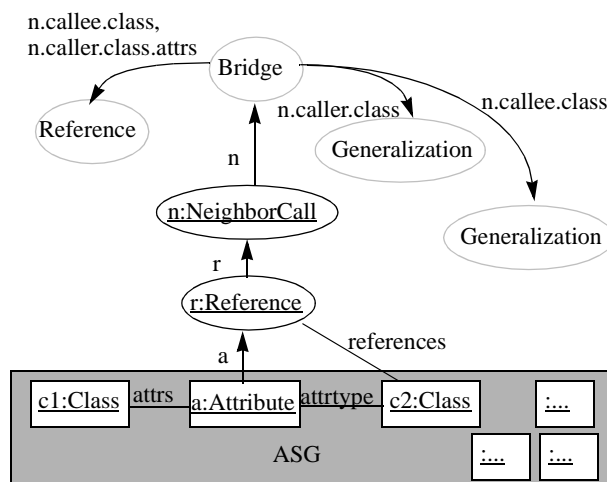 n.callee.class,
n.caller.class.attrs
Bridge
n.callee.class
n.caller.class
Reference
Generalization
n
n:NeighborCall
Generalization
r
r:Reference
references
a
c1:Class
attrs
a:Attribute
attrtype
c2:Class
:...
ASG
:...
:...